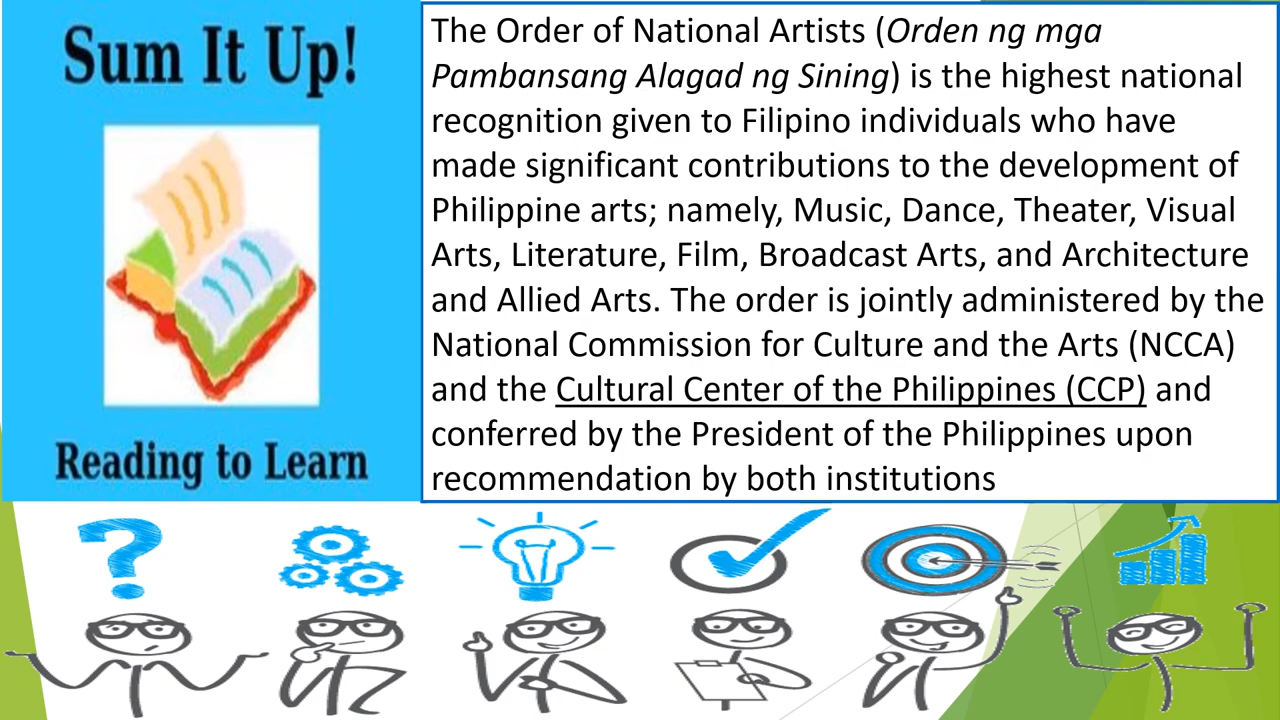 Sum It Up!
Reading to Learn
The Order of National Artists (Orden ng mga
Pambansang Alagad ng Sining) is the highest national
recognition given to Filipino individuals who have
made significant contributions to the development of
Philippine arts; namely, Music, Dance, Theater, Visual
Arts, Literature, Film, Broadcast Arts, and Architecture
and Allied Arts. The order is jointly administered by the
National Commission for Culture and the Arts (NCCA)
and the Cultural Center of the Philippines (CCP) and
conferred by the President of the Philippines upon
recommendation by both institutions